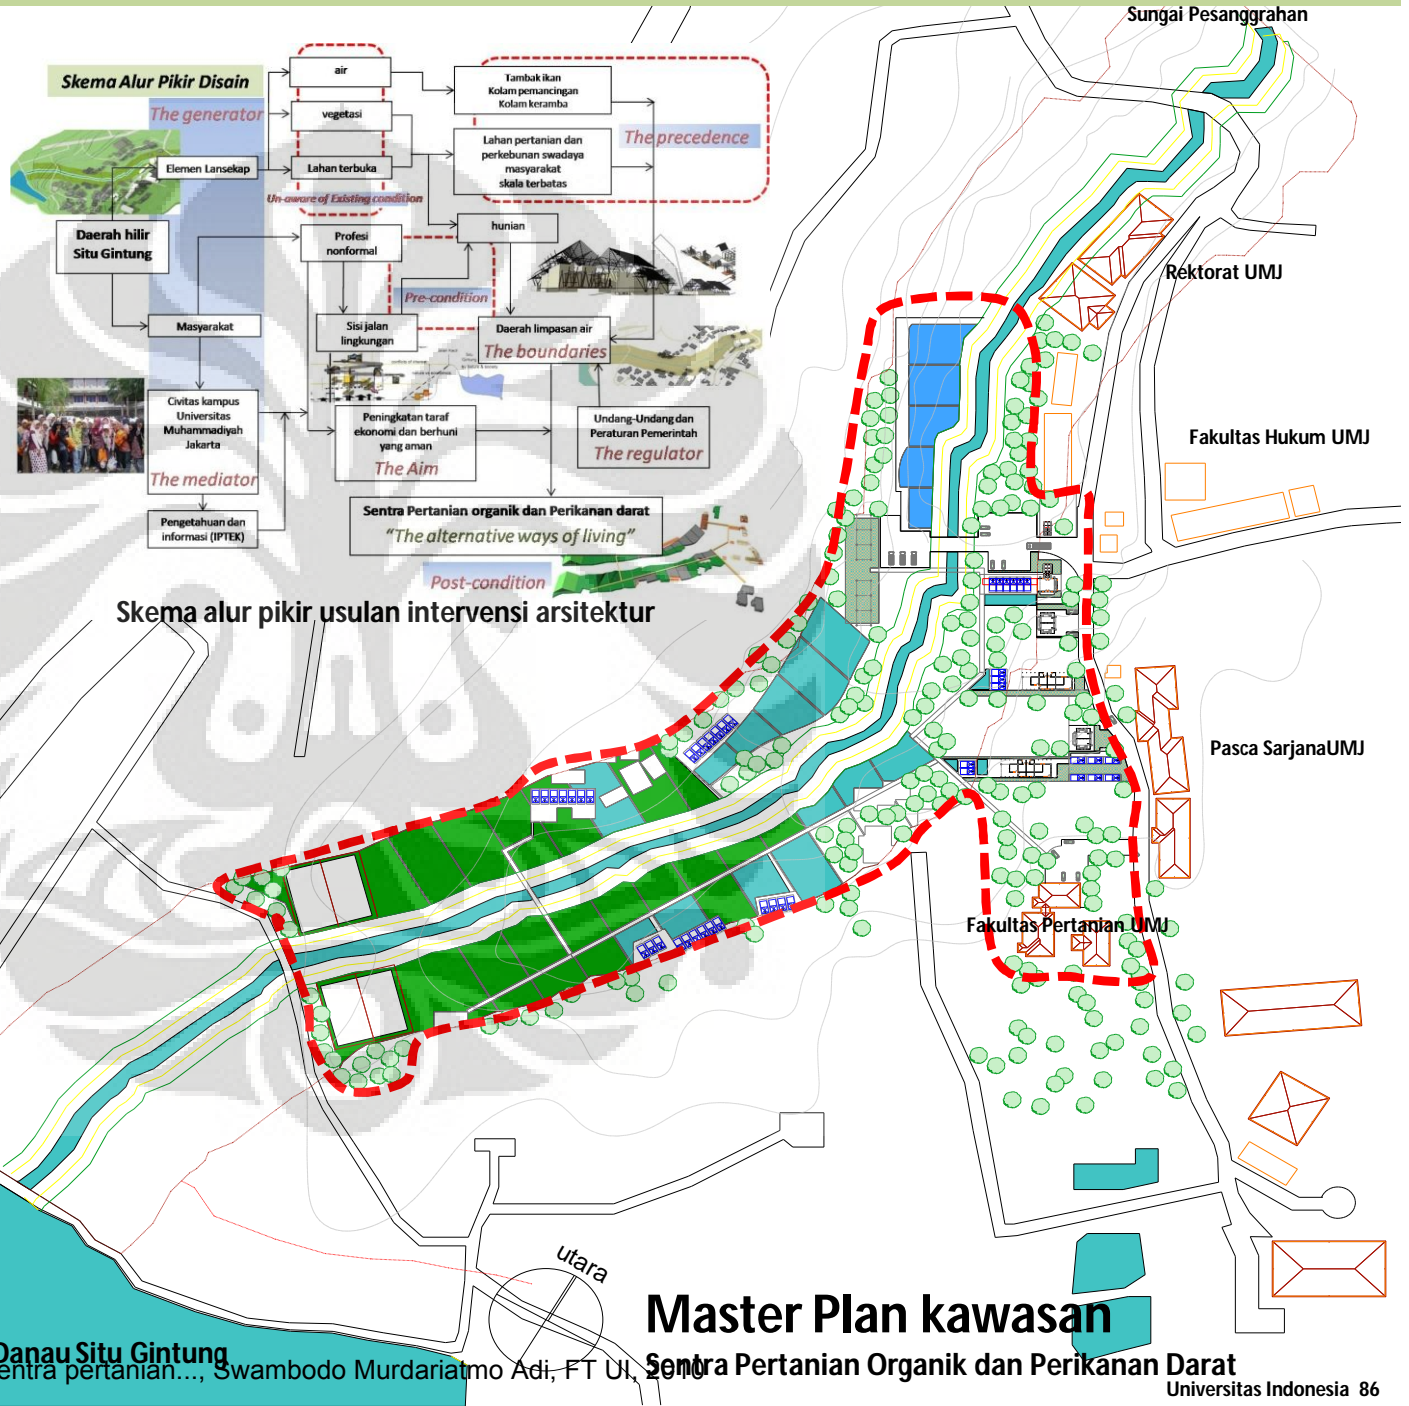 Sungai Pesanggrahan
Skema Alur Pikir Disain
The generator
air
vegetasi
Elemen Lansekap
Lahan terbuka
Un-aware of Existing condition
Tambak ikan
Kolam pemancingan
Kolam keramba
The precedence
Lahan pertanian dan
perkebunan swadaya
masyarakat
skala terbatas
Daerah hilir
Situ Gintung
Profesi
nonformal
hunian
Pre-condition
Masyarakat
Sisi jalan
lingkungan
Daerah limpasan air
The boundaries
Civitas kampus
Universitas
Muhammadiyah
Jakarta
The mediator
Peningkatan taraf
ekonomi dan berhuni
yang aman
The Aim
Undang-Undang dan
Peraturan Pemerintah
The regulator
Pengetahuan dan
informasi (IPTEK)
Sentra Pertanian organik dan Perikanan darat
"The alternative ways of living"
Post-condition
Skema alur pikir usulan intervensi arsitektur
Rektorat UMJ
Fakultas Hukum UMJ
Pasca SarjanaUMJ
Fakultas Pertanian UMJ
utara
Danau Situ Gintung
Master Plan kawasan
Sentra Pertanian Organik dan Perikanan Darat
entra pertanian..., Swambodo Murdariatmo Adi, FT UI, 2010
Universitas Indonesia 86